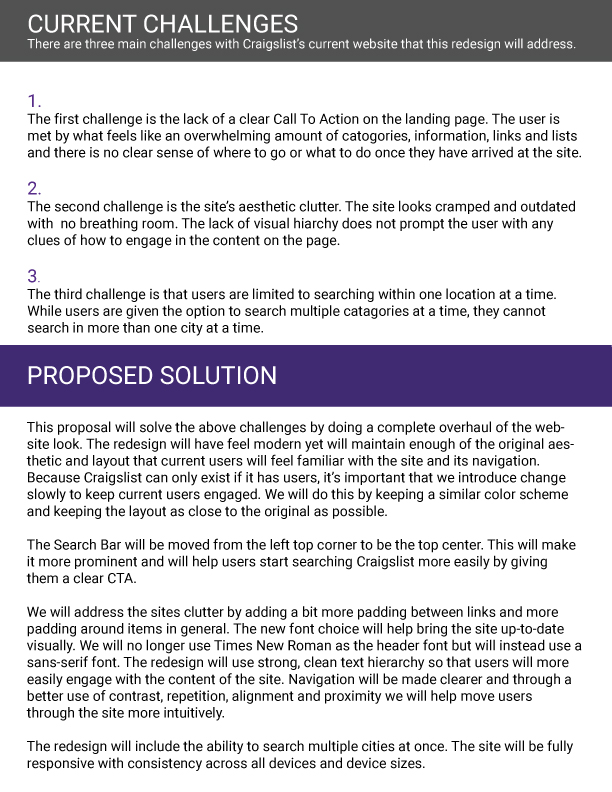 CURRENT CHALLENGES
There are three main challenges with Craigslist's current website that this redesign will address.
1.
The first challenge is the lack of a clear Call To Action on the landing page. The user is
met by what feels like an overwhelming amount of catogories, information, links and lists
and there is no clear sense of where to go or what to do once they have arrived at the site.
2.
The second challenge is the site's aesthetic clutter. The site looks cramped and outdated
with  no breathing room. The lack of visual hiarchy does not prompt the user with any
clues of how to engage in the content on the page.
3.
The third challenge is that users are limited to searching within one location at a time.
While users are given the option to search multiple catagories at a time, they cannot
search in more than one city at a time.
PROPOSED SOLUTION
This proposal will solve the above challenges by doing a complete overhaul of the web-
site look. The redesign will have feel modern yet will maintain enough of the original aes-
thetic and layout that current users will feel familiar with the site and its navigation.
Because Craigslist can only exist if it has users, it's important that we introduce change
slowly to keep current users engaged. We will do this by keeping a similar color scheme
and keeping the layout as close to the original as possible.
The Search Bar will be moved from the left top corner to be the top center. This will make
it more prominent and will help users start searching Craigslist more easily by giving
them a clear CTA.
We will address the sites clutter by adding a bit more padding between links and more
padding around items in general. The new font choice will help bring the site up-to-date
visually. We will no longer use Times New Roman as the header font but will instead use a
sans-serif font. The redesign will use strong, clean text hierarchy so that users will more
easily engage with the content of the site. Navigation will be made clearer and through a
better use of contrast, repetition, alignment and proximity we will help move users
through the site more intuitively.
The redesign will include the ability to search multiple cities at once. The site will be fully
responsive with consistency across all devices and device sizes.